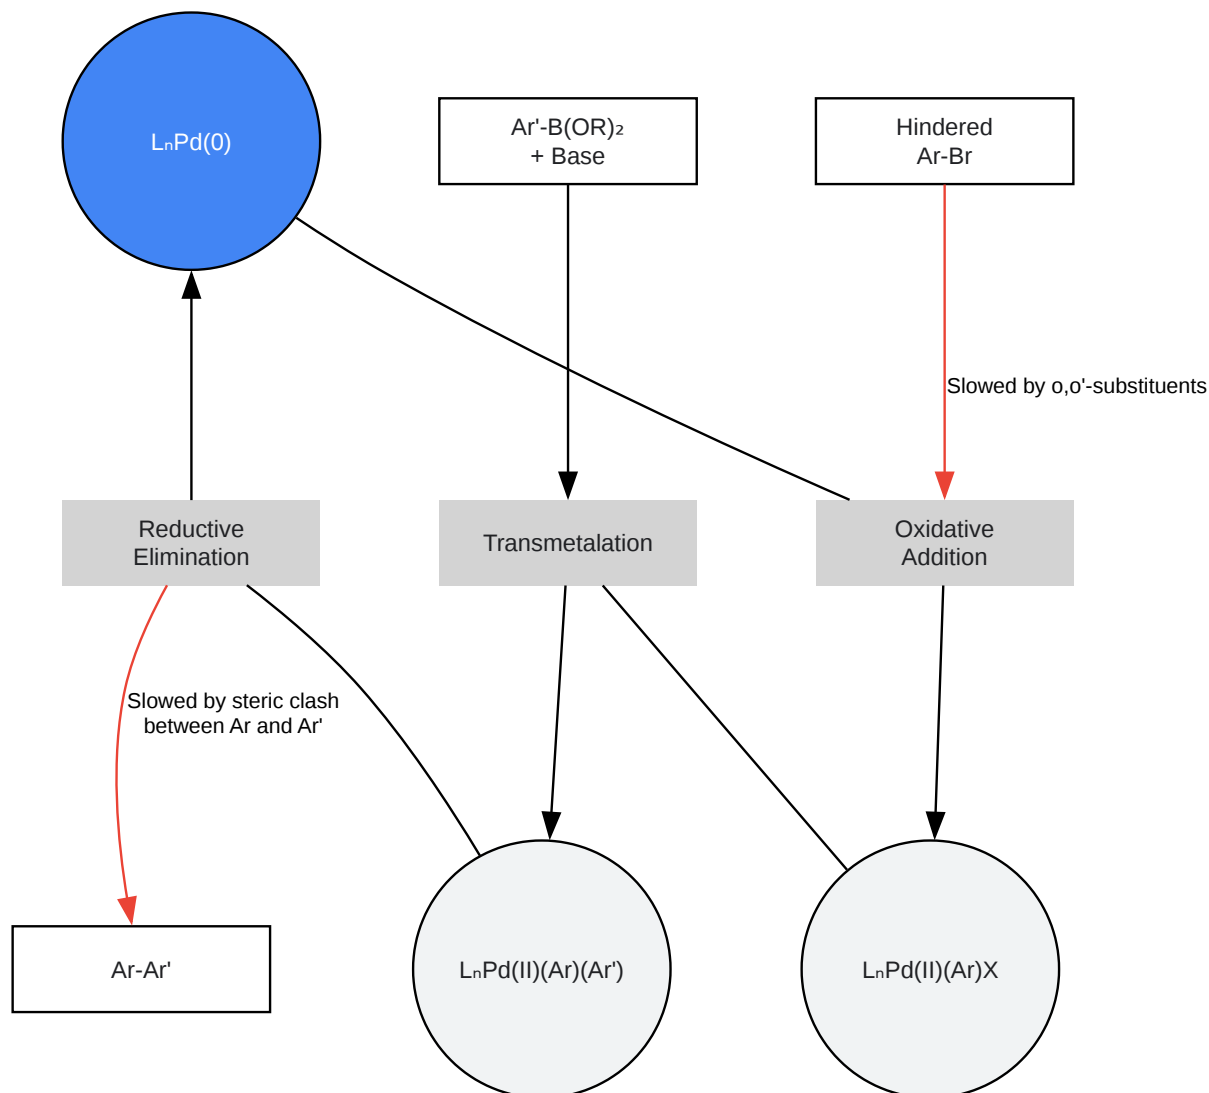 LₙPd(0)
Ar'-B(OR)₂
+ Base
Hindered
Ar-Br
Slowed by o,o'-substituents
Reductive
Elimination
Transmetalation
Oxidative
Addition
Slowed by steric clash
between Ar and Ar'
Ar-Ar'
LₙPd(II)(Ar)(Ar')
LₙPd(II)(Ar)X